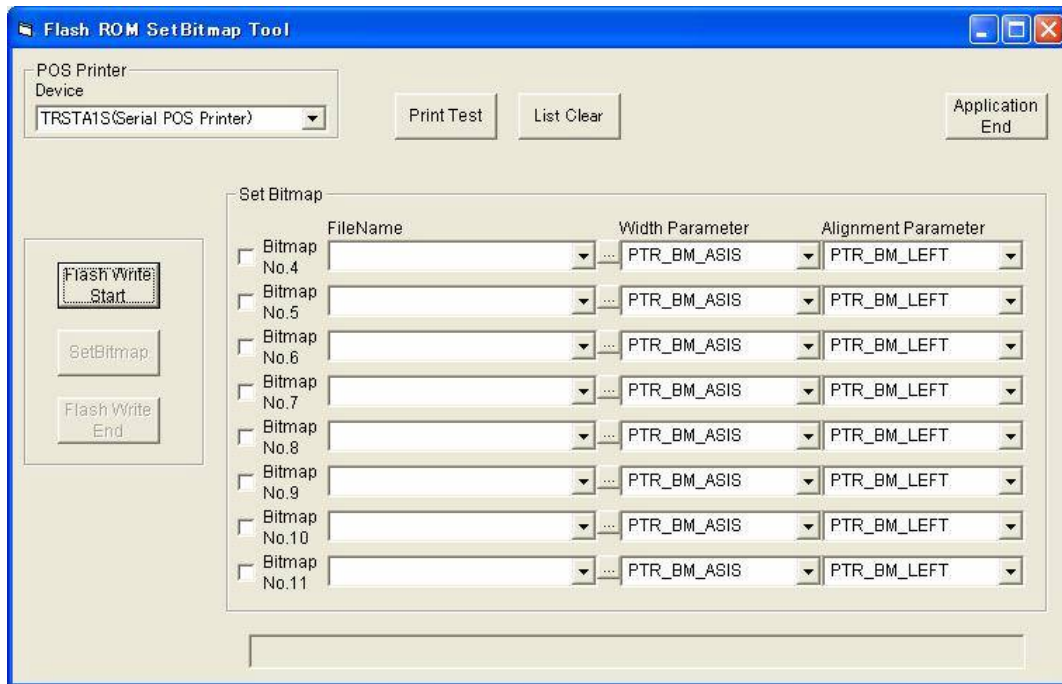 Flash ROM SetBitmap Tool
POS Printer
Device
TRSTA1S(Serial POS Printer)
Print Test
List Clear
Application
End
Set Bitmap
FileName
Width Parameter
Alignment Parameter
Flash Write
Start
SetBitmap
Flash Write
End
Bitmap
No.4
...
PTR_BM_ASIS
PTR_BM_LEFT
Bitmap
No.5
...
PTR_BM_ASIS
PTR_BM_LEFT
Bitmap
No.6
...
PTR_BM_ASIS
PTR_BM_LEFT
Bitmap
No.7
...
PTR_BM_ASIS
PTR_BM_LEFT
Bitmap
No.8
...
PTR_BM_ASIS
PTR_BM_LEFT
Bitmap
No.9
...
PTR_BM_ASIS
PTR_BM_LEFT
Bitmap
No.10
...
PTR_BM_ASIS
PTR_BM_LEFT
Bitmap
No.11
...
PTR_BM_ASIS
PTR_BM_LEFT